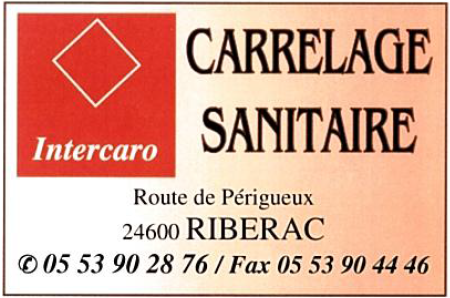 CARRELAGE
SANITAIRE
Intercaro
Route de Périgueux
24600 RIBERAC
✆ 05 53 90 28 76 / Fax 05 53 90 44 46